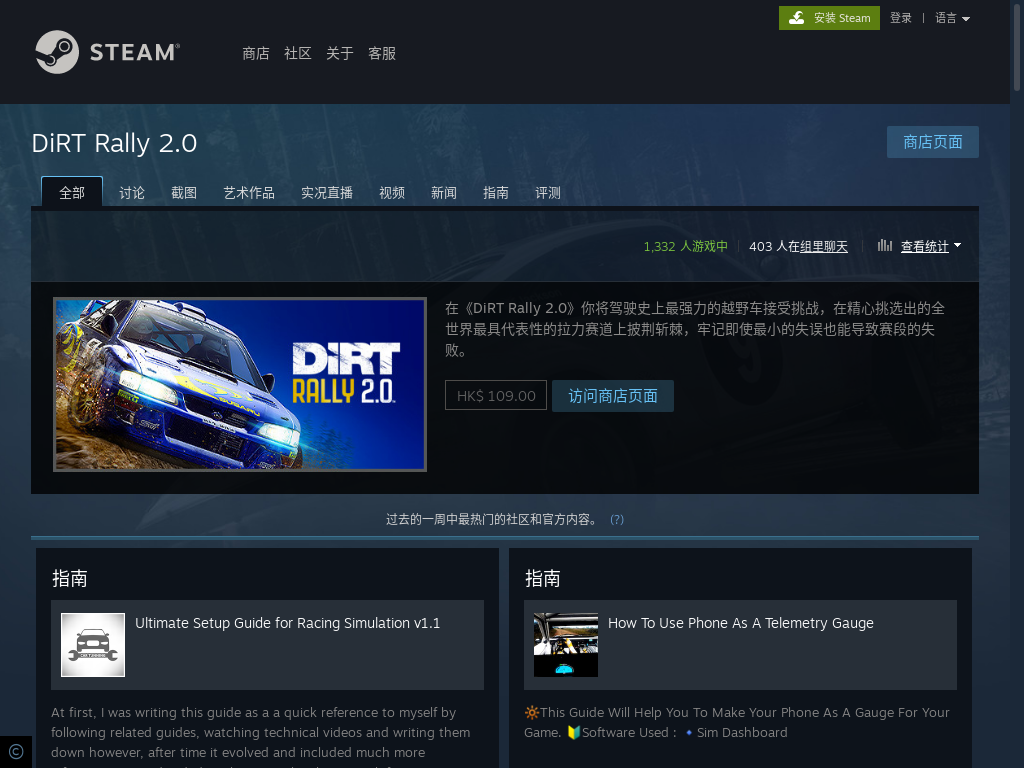 安装 Steam
登录 | 语言
STEAM®
商店 社区 关于 客服
DiRT Rally 2.0
商店页面
全部 讨论 截图 艺术作品 实况直播 视频 新闻 指南 评测
1,332 人游戏中
403 人在组里聊天
查看统计
DiRT
RALLY 2.0
SUBARU
在《DiRT Rally 2.0》你将驾驶史上最强力的越野车接受挑战，在精心挑选出的全
世界最具代表性的拉力赛道上披荆斩棘，牢记即使最小的失误也能导致赛段的失
败。
HK$ 109.00
访问商店页面
过去的一周中最热门的社区和官方内容。 (?)
指南
Ultimate Setup Guide for Racing Simulation v1.1
At first, I was writing this guide as a a quick reference to myself by
following related guides, watching technical videos and writing them
down however, after time it evolved and included much more
指南
How To Use Phone As A Telemetry Gauge
🔆This Guide Will Help You To Make Your Phone As A Gauge For Your
Game. 🔰Software Used : 🔹Sim Dashboard
©